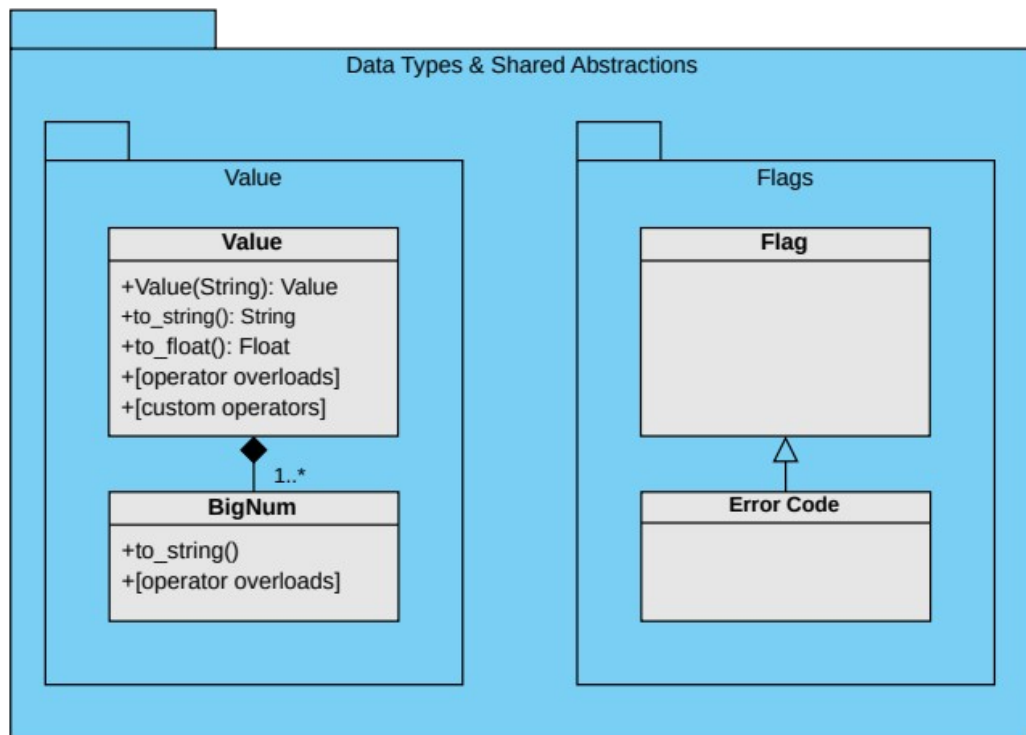 Data Types & Shared Abstractions
Value
Value
+Value(String): Value
+to_string(): String
+to_float(): Float
+[operator overloads]
+[custom operators]
1..*
BigNum
+to_string()
+[operator overloads]
Flags
Flag
Error Code